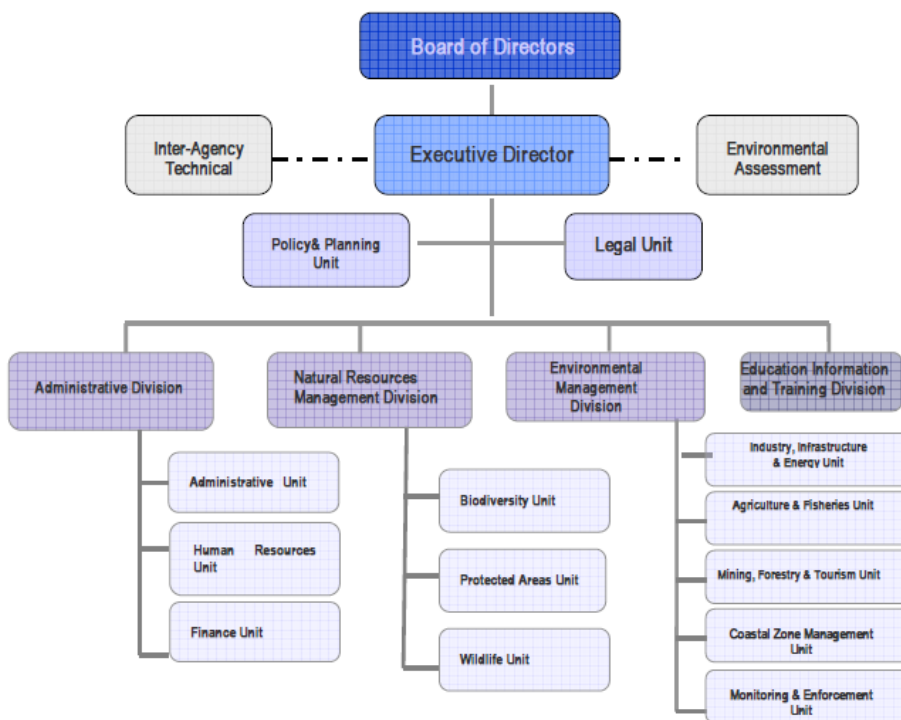 Board of Directors
Inter-Agency
Technical
Executive Director
Environmental
Assessment
Policy& Planning
Unit
Legal Unit
Administrative Division
Natural Resources
Management Division
Environmental
Management
Division
Education Information
and Training Division
Administrative Unit
Human Resources
Unit
Finance Unit
Biodiversity Unit
Protected Areas Unit
Wildlife Unit
Industry, Infrastructure
& Energy Unit
Agriculture & Fisheries Unit
Mining, Forestry & Tourism Unit
Coastal Zone Management
Unit
Monitoring & Enforcement
Unit